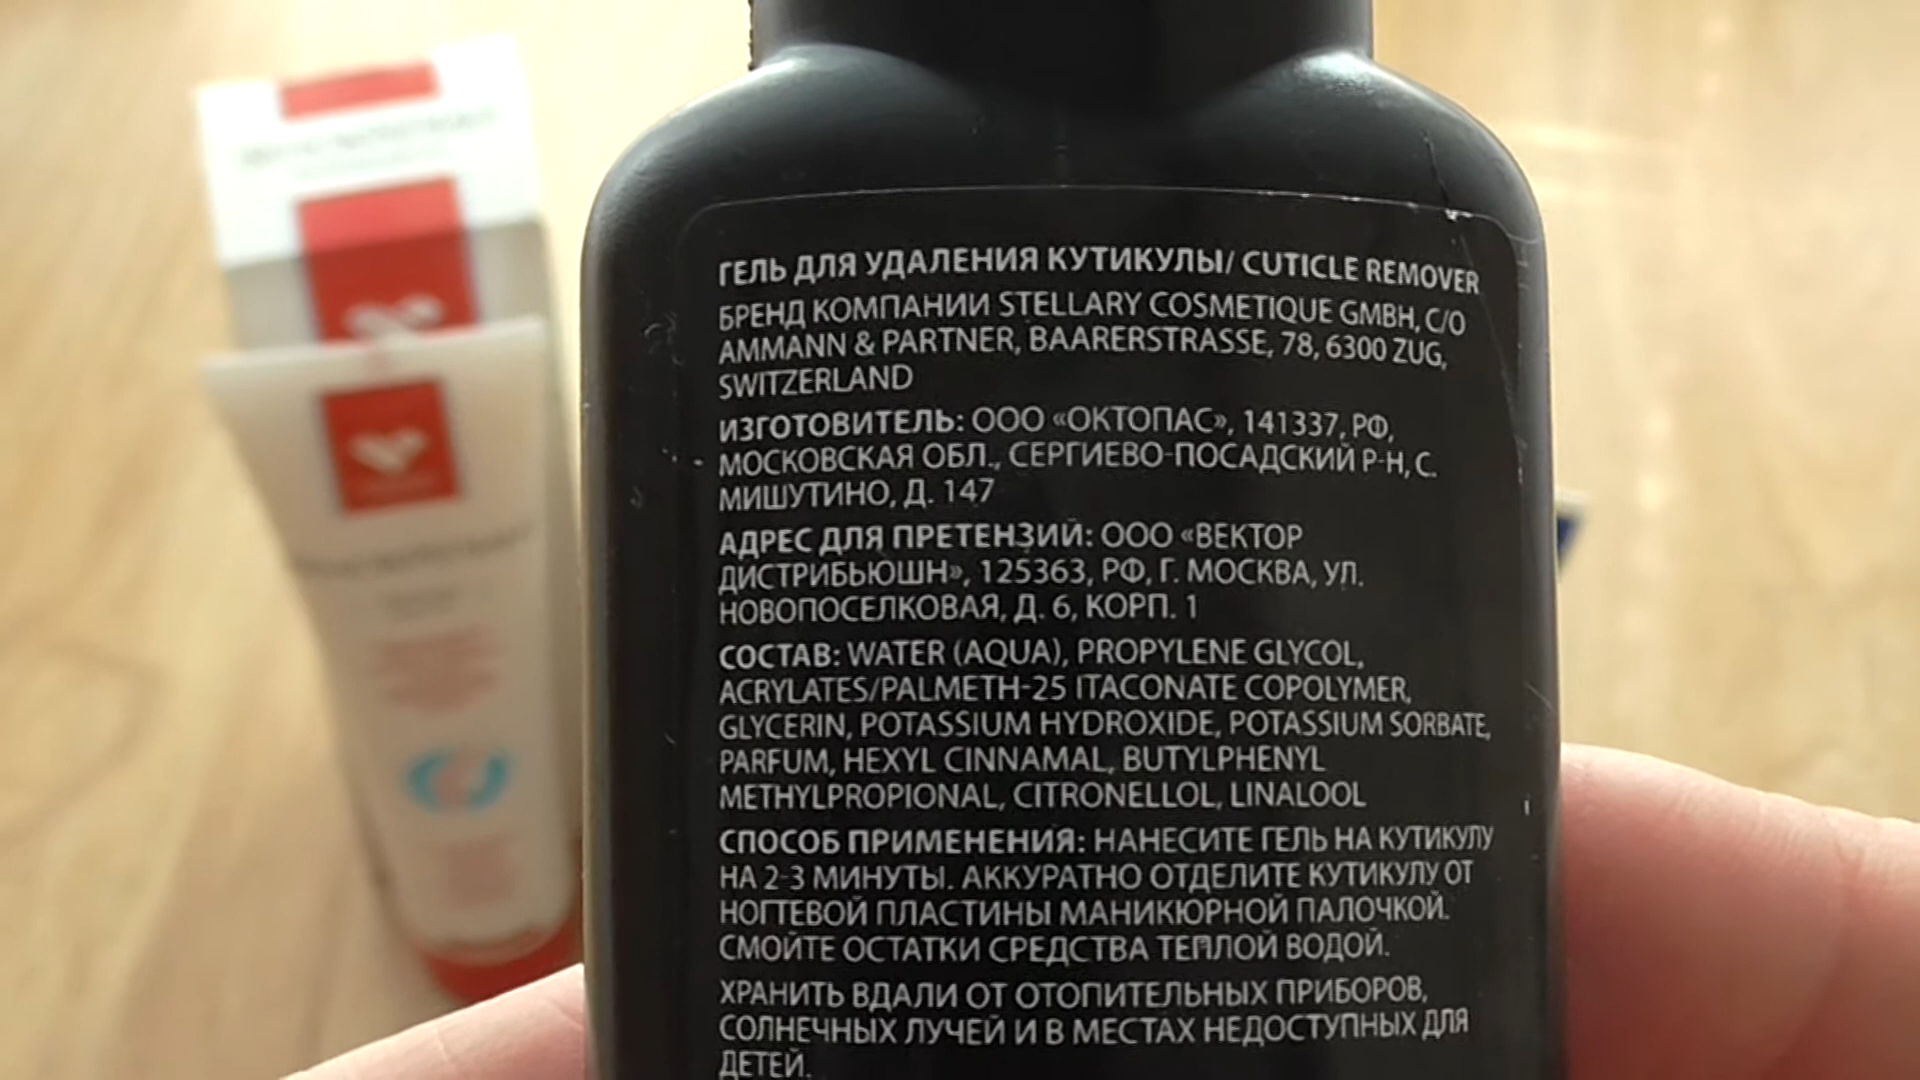 ГЕЛЬ ДЛЯ УДАЛЕНИЯ КУТИКУЛЫ/ CUTICLE REMOVER
БРЕНД КОМПАНИИ STELLARY COSMETIQUE GMBH, C/O
AMMANN & PARTNER, BAARERSTRASSE, 78, 6300 ZUG,
SWITZERLAND
ИЗГОТОВИТЕЛЬ: ООО «ОКТОПАС», 141337, РФ,
МОСКОВСКАЯ ОБЛ., СЕРГИЕВО-ПОСАДСКИЙ Р-Н, С.
МИШУТИНО, Д. 147
АДРЕС ДЛЯ ПРЕТЕНЗИЙ: ООО «ВЕКТОР
ДИСТРИБЬЮШН», 125363, РФ, Г. МОСКВА, УЛ.
НОВОПОСЕЛКОВАЯ, Д. 6, КОРП. 1
СОСТАВ: WATER (AQUA), PROPYLENE GLYCOL,
ACRYLATES/PALMETH-25 ITACONATE COPOLYMER,
GLYCERIN, POTASSIUM HYDROXIDE, POTASSIUM SORBATE,
PARFUM, HEXYL CINNAMAL, BUTYLPHENYL
METHYLPROPIONAL, CITRONELLOL, LINALOOL
СПОСОБ ПРИМЕНЕНИЯ: НАНЕСИТЕ ГЕЛЬ НА КУТИКУЛУ
НА 2-3 МИНУТЫ. АККУРАТНО ОТДЕЛИТЕ КУТИКУЛУ ОТ
НОГТЕВОЙ ПЛАСТИНЫ МАНИКЮРНОЙ ПАЛОЧКОЙ.
СМОЙТЕ ОСТАТКИ СРЕДСТВА ТЕПЛОЙ ВОДОЙ.
ХРАНИТЬ ВДАЛИ ОТ ОТОПИТЕЛЬНЫХ ПРИБОРОВ,
СОЛНЕЧНЫХ ЛУЧЕЙ И В МЕСТАХ НЕДОСТУПНЫХ ДЛЯ
ДЕТЕЙ.